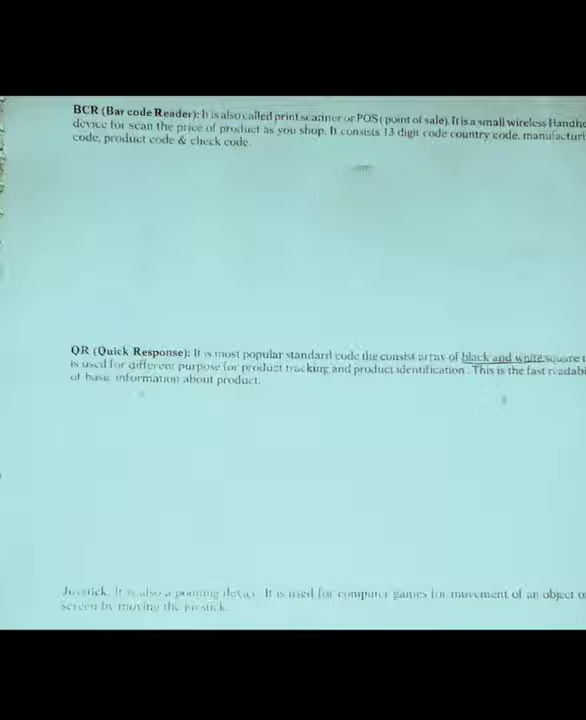 BCR (Bar code Reader): It is also called print scanner or POS ( point of sale). It is a small wireless Handhe
device for scan the price of product as you shop. It consists 13 digit code country code, manufacturi
code, product code & check code.
QR (Quick Response): It is most popular standard code the consist array of black and white square t
is used for different purpose for product tracking and product identification . This is the fast readabi
of basic information about product.
Joystick. It is also a pointing device. It is used for computer games for movement of an object o
screen by moving the joystick.